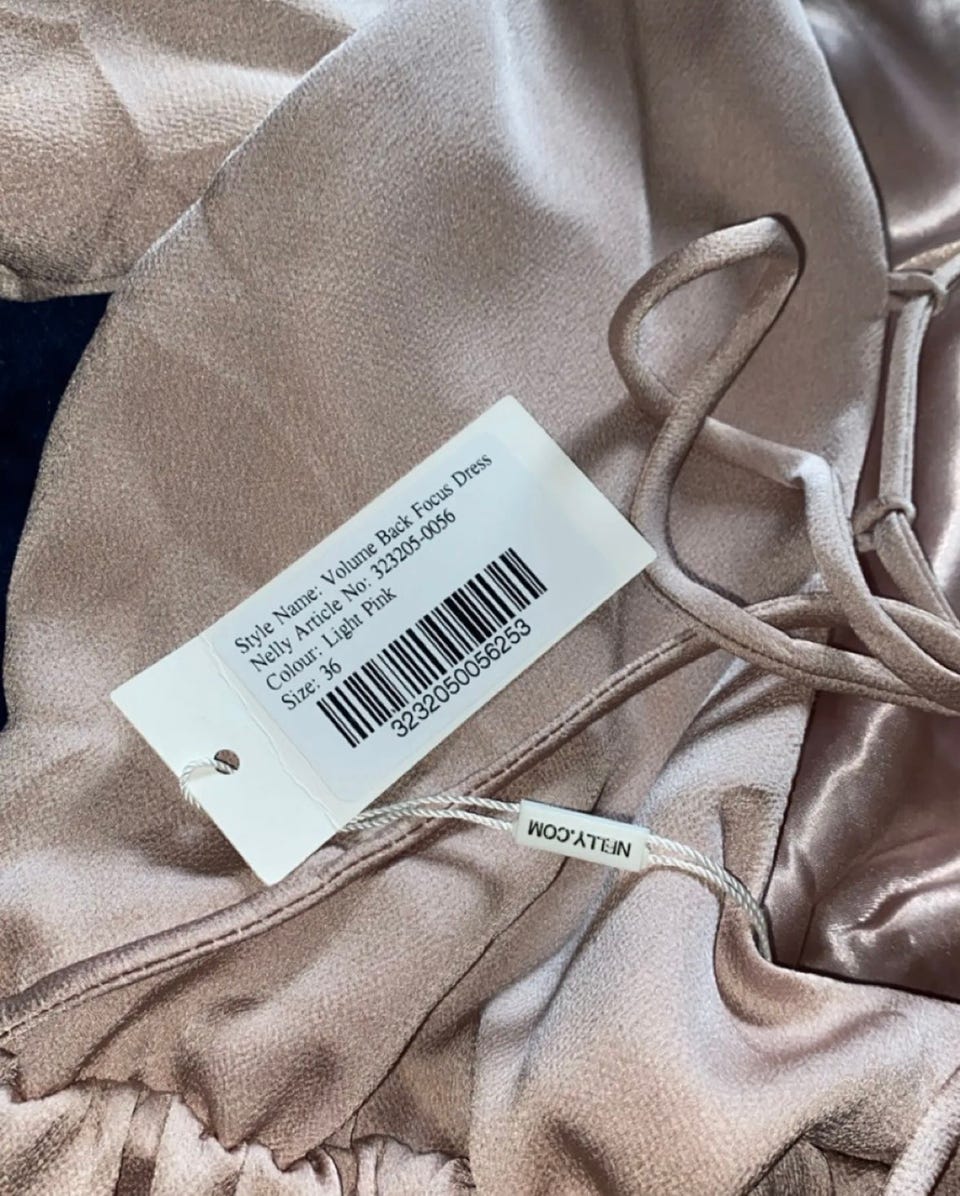 Style Name: Volume Back Focus Dress
Nelly Article No: 323205-0056
Colour: Light Pink
Size: 36
3232050056253
NELLY.COM